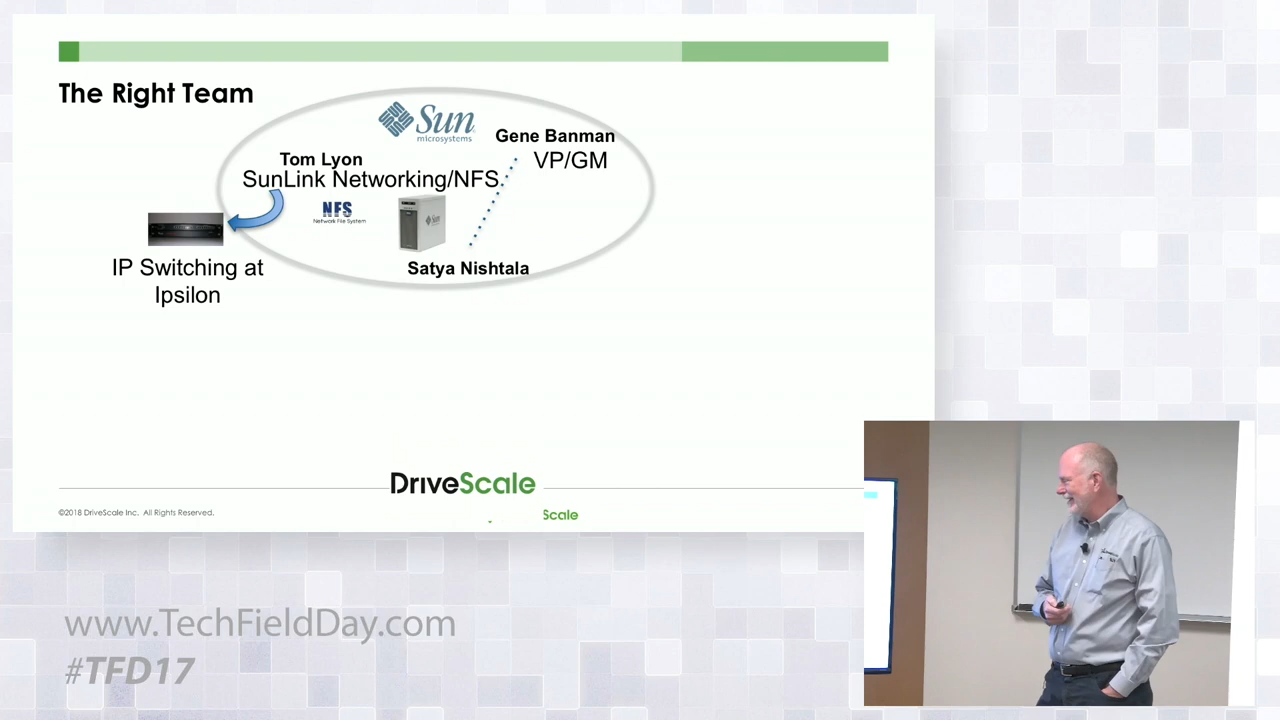 The Right Team
Sun
microsystems
Gene Banman
VP/GM
Tom Lyon
SunLink Networking/NFS
NFS
Network File System
Sun
Satya Nishtala
IP Switching at
Ipsilon
DriveScale
©2018 DriveScale Inc. All Rights Reserved.
Scale
www.TechFieldDay.com
#TFD17